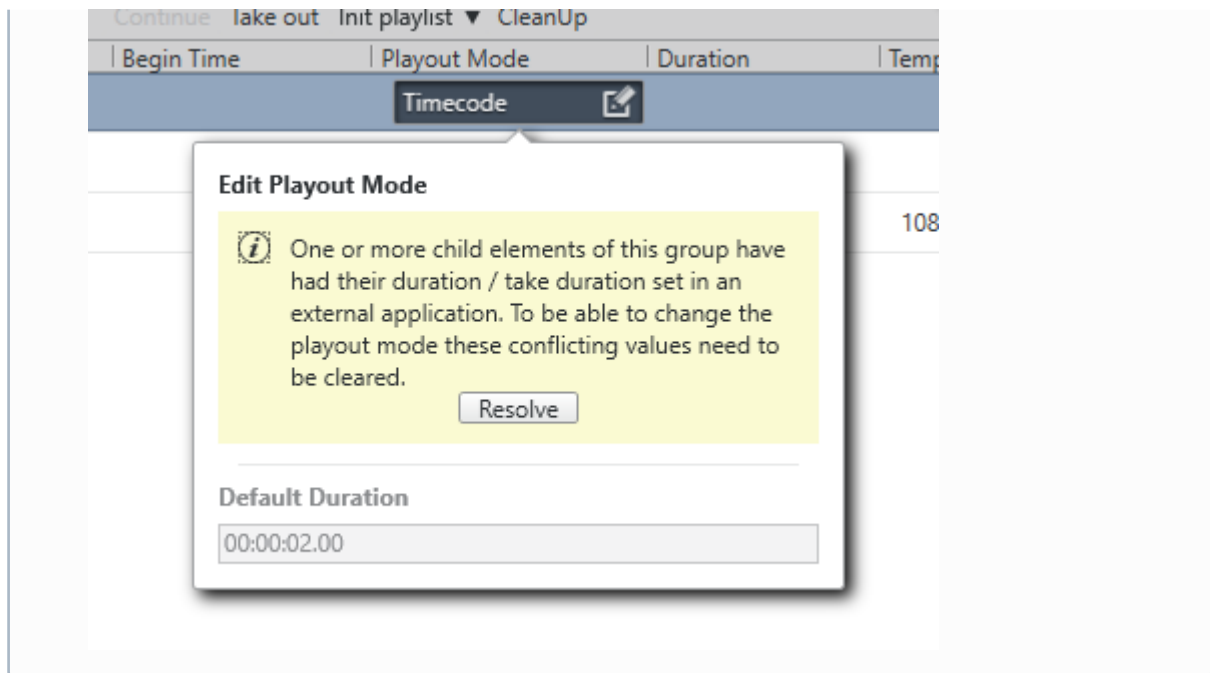 Continue Take out Init playlist ▼ CleanUp
Begin Time Playout Mode Duration Temp
Timecode
Edit Playout Mode
One or more child elements of this group have
had their duration / take duration set in an
external application. To be able to change the
playout mode these conflicting values need to
be cleared.
Resolve
108
Default Duration
00:00:02.00